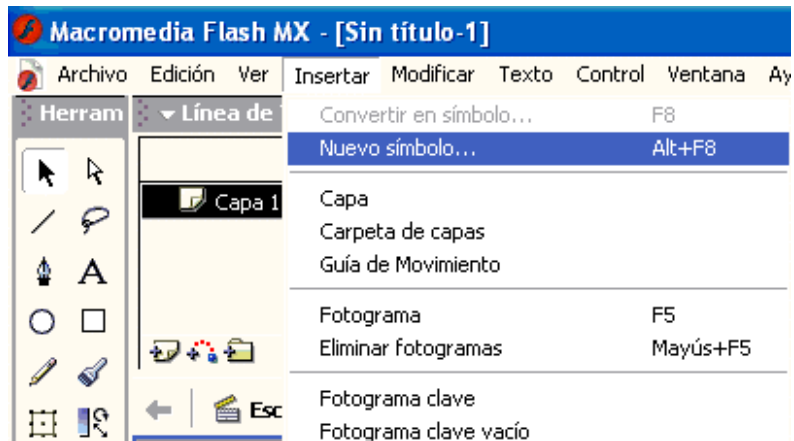 Macromedia Flash MX - [Sin título-1]
Archivo Edición Ver Insertar Modificar Texto Control Ventana Ay
Herram Línea de
Convertir en símbolo... F8
Nuevo símbolo... Alt+F8
Capa 1
Capa
Carpeta de capas
Guía de Movimiento
Fotograma F5
Eliminar fotogramas Mayús+F5
Esc
Fotograma clave
Fotograma clave vacío